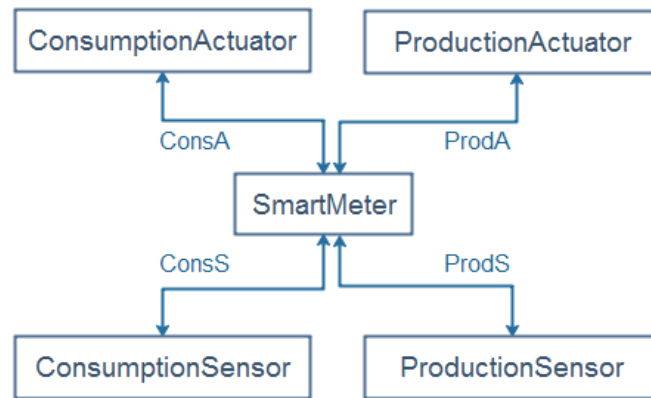 ConsumptionActuator
ProductionActuator
ConsA
ProdA
SmartMeter
ConsS
ProdS
ConsumptionSensor
ProductionSensor